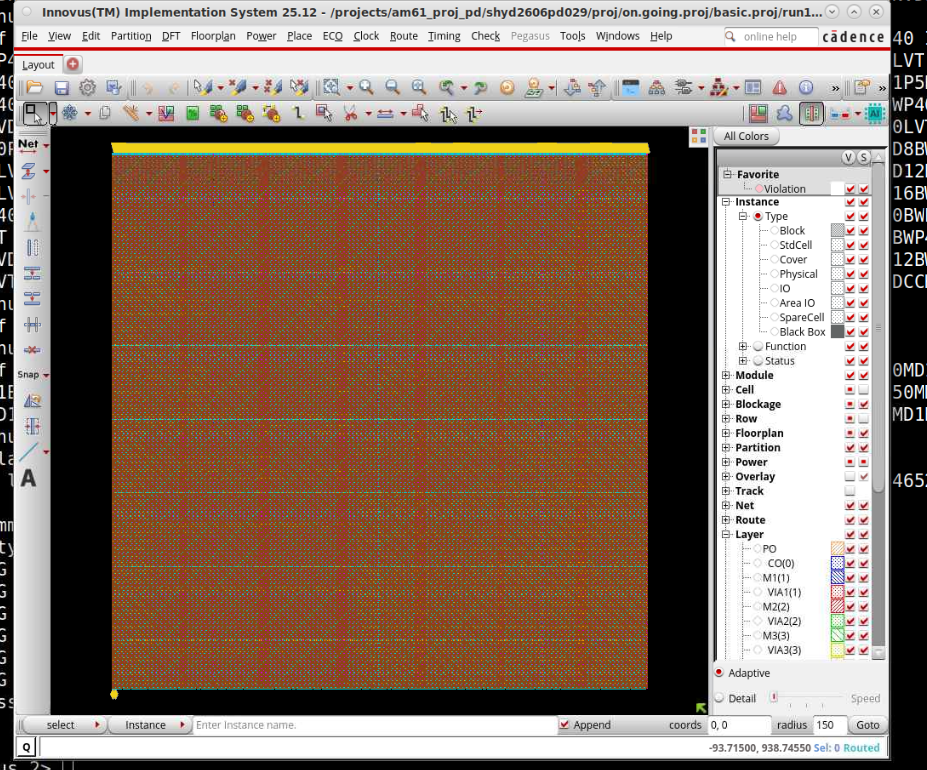 Innovus(TM) Implementation System 25.12 - /projects/am61_proj_pd/shyd2606pd029/proj/on.going.proj/basic.proj/run1...
File View Edit Partition DFT Floorplan Power Place ECO Clock Route Timing Check Pegasus Tools Windows Help online help cādence
Layout
»
»
AI
Net
Snap
A
All Colors
V S
Favorite
Violation
Instance
Type
Block
StdCell
Cover
Physical
IO
Area IO
SpareCell
Black Box
Function
Status
Module
Cell
Blockage
Row
Floorplan
Partition
Power
Overlay
Track
Net
Route
Layer
PO
CO(0)
M1(1)
VIA1(1)
M2(2)
VIA2(2)
M3(3)
VIA3(3)
Adaptive
Detail Speed
select Instance Enter Instance name. Append coords 0, 0 radius 150 Goto
Q
-93.71500, 938.74550 Sel: 0 Routed